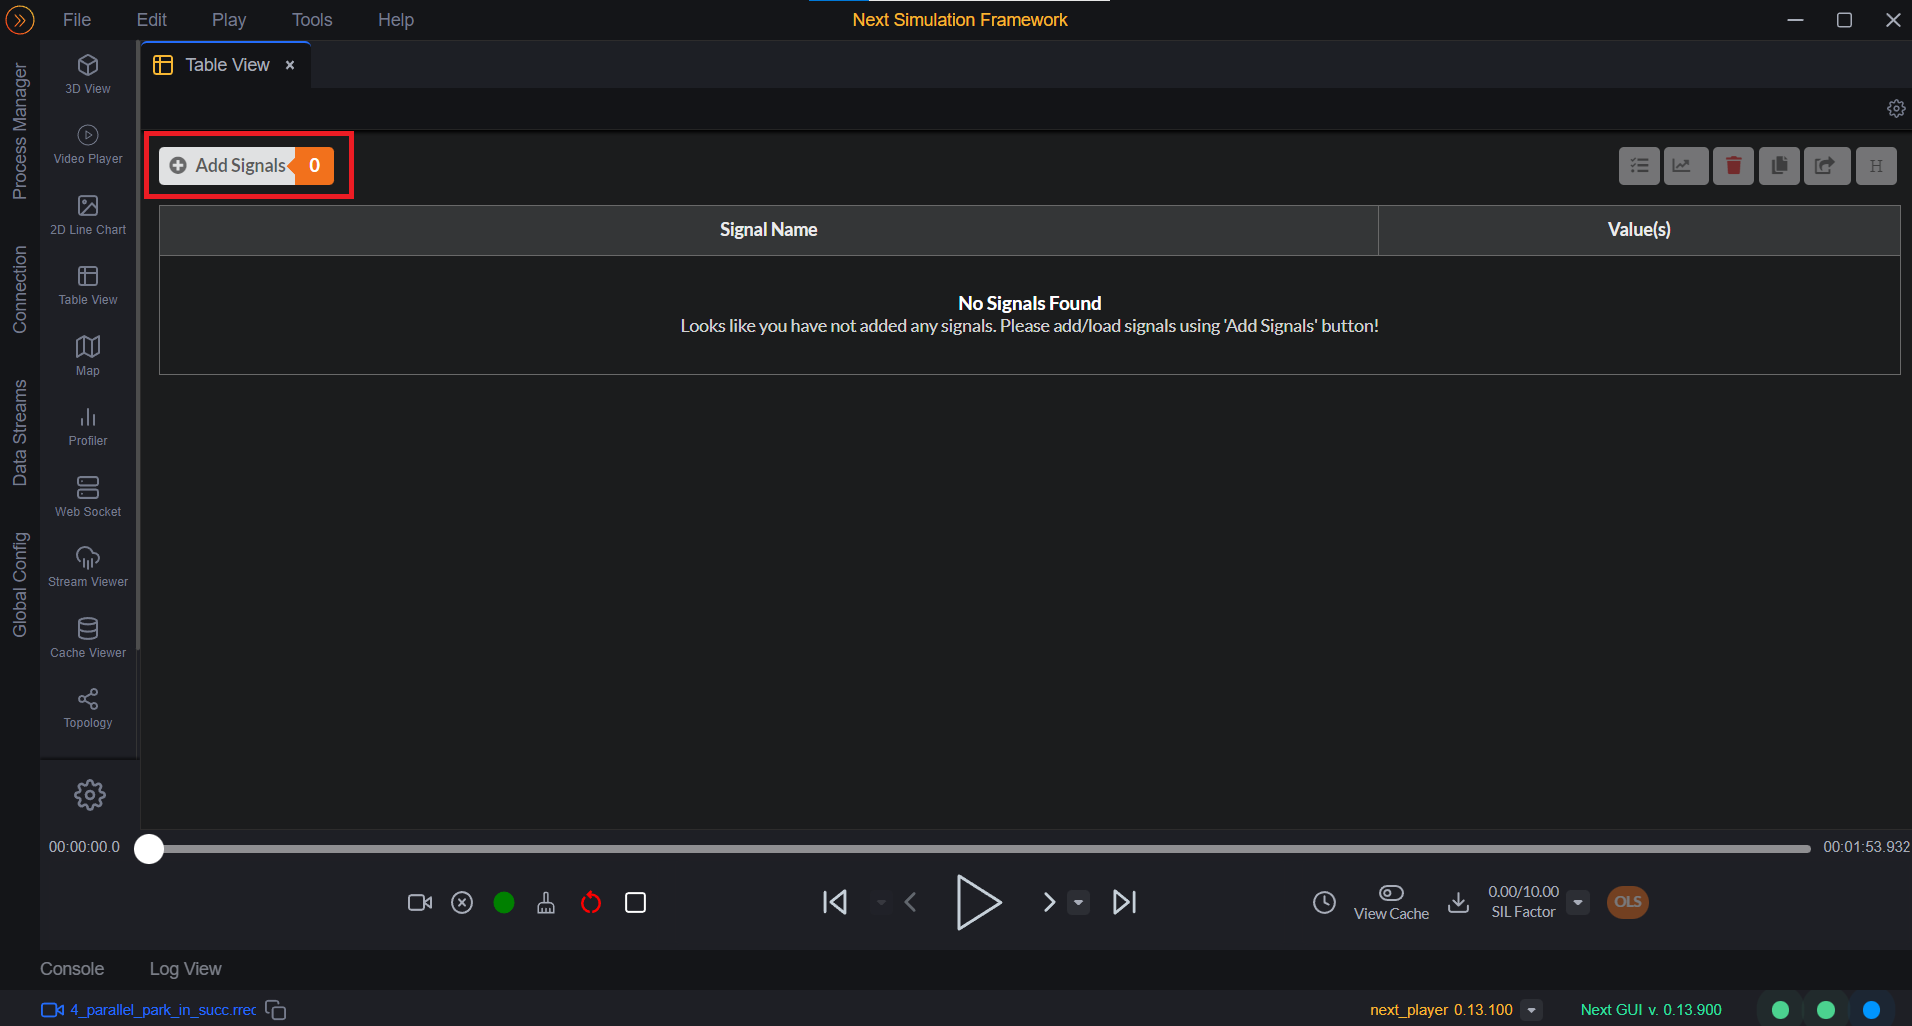 File Edit Play Tools Help
Next Simulation Framework
Process Manager
Connection
Data Streams
Global Config
3D View
Video Player
2D Line Chart
Table View
Map
Profiler
Web Socket
Stream Viewer
Cache Viewer
Topology
Table View ×
Add Signals 0
H
Signal Name Value(s)
No Signals Found
Looks like you have not added any signals. Please add/load signals using 'Add Signals' button!
00:00:00.0
00:01:53.932
View Cache
0.00/10.00
SIL Factor
OLS
Console Log View
4_parallel_park_in_succ.rrec
next_player 0.13.100
Next GUI v. 0.13.900